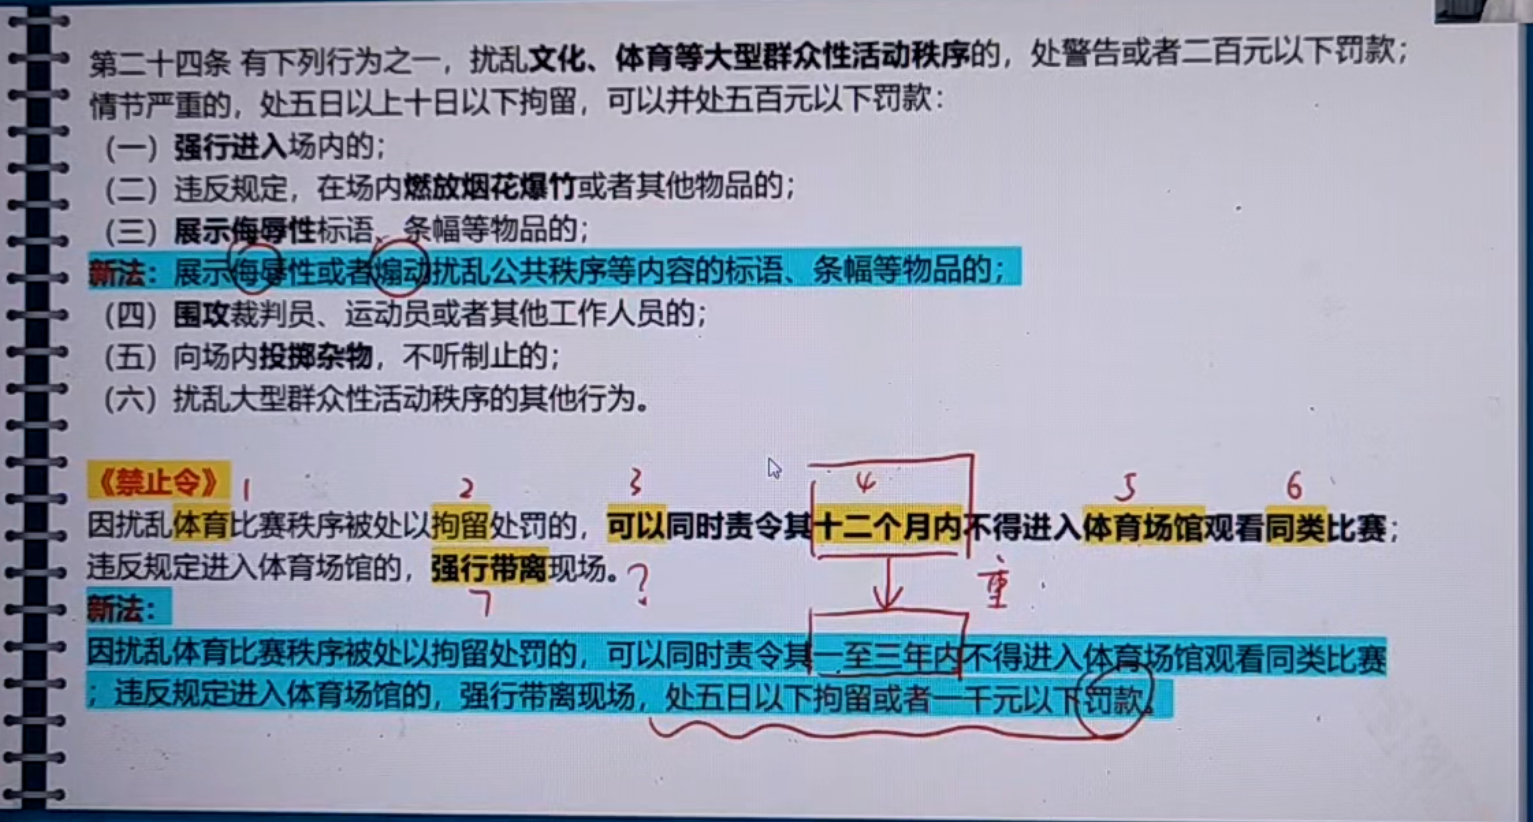 第二十四条 有下列行为之一，扰乱文化、体育等大型群众性活动秩序的，处警告或者二百元以下罚款；
情节严重的，处五日以上十日以下拘留，可以并处五百元以下罚款：
（一）强行进入场内的；
（二）违反规定，在场内燃放烟花爆竹或者其他物品的；
（三）展示侮辱性标语、条幅等物品的；
新法：展示侮辱性或者煽动扰乱公共秩序等内容的标语、条幅等物品的；
（四）围攻裁判员、运动员或者其他工作人员的；
（五）向场内投掷杂物，不听制止的；
（六）扰乱大型群众性活动秩序的其他行为。
《禁止令》 1 2 3 4 5 6
因扰乱体育比赛秩序被处以拘留处罚的，可以同时责令其十二个月内不得进入体育场馆观看同类比赛；
违反规定进入体育场馆的，强行带离现场。? 重
7
新法：
因扰乱体育比赛秩序被处以拘留处罚的，可以同时责令其一至三年内不得进入体育场馆观看同类比赛
；违反规定进入体育场馆的，强行带离现场，处五日以下拘留或者一千元以下罚款。